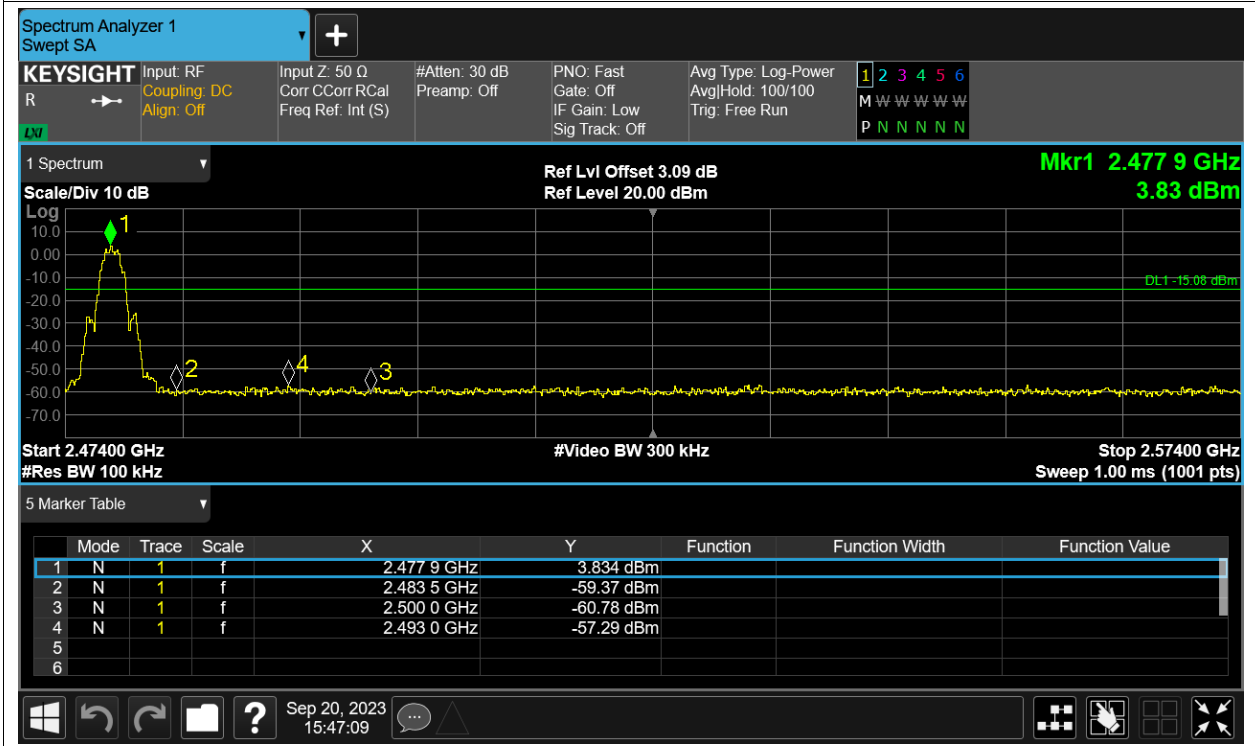 Spectrum Analyzer 1
Swept SA
+
KEYSIGHT Input: RF Input Z: 50 Ω #Atten: 30 dB PNO: Fast Avg Type: Log-Power 1 2 3 4 5 6
R Coupling: DC Corr CCorr RCal Preamp: Off Gate: Off Avg|Hold: 100/100 M W W W W W
Align: Off Freq Ref: Int (S) IF Gain: Low Trig: Free Run
LXI Sig Track: Off P N N N N N
1 Spectrum Ref Lvl Offset 3.09 dB Mkr1 2.477 9 GHz
Scale/Div 10 dB Ref Level 20.00 dBm 3.83 dBm
Log
1
10.0
0.00
-10.0
DL1 -15.08 dBm
-20.0
-30.0
-40.0
-50.0 2 4 3
-60.0
-70.0
Start 2.47400 GHz #Video BW 300 kHz Stop 2.57400 GHz
#Res BW 100 kHz Sweep 1.00 ms (1001 pts)
5 Marker Table
Mode Trace Scale X Y Function Function Width Function Value
1 N 1 f 2.477 9 GHz 3.834 dBm
2 N 1 f 2.483 5 GHz -59.37 dBm
3 N 1 f 2.500 0 GHz -60.78 dBm
4 N 1 f 2.493 0 GHz -57.29 dBm
5
6
? Sep 20, 2023
15:47:09